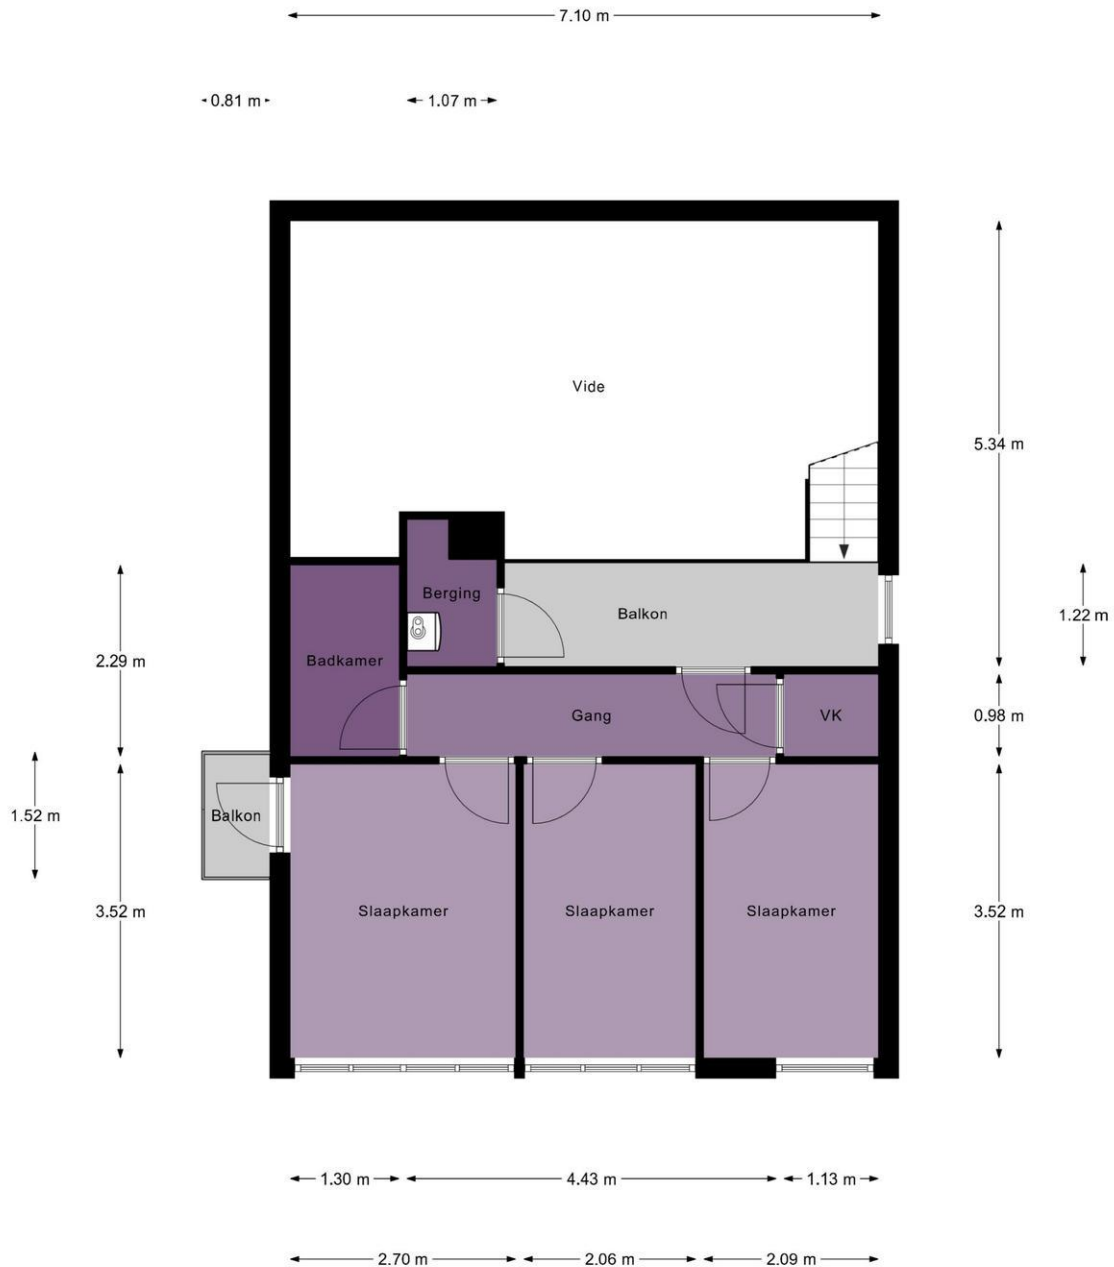 7.10 m
0.81 m
1.07 m
Vide
5.34 m
Berging
Balkon
1.22 m
2.29 m
Badkamer
Gang
VK
0.98 m
1.52 m
Balkon
3.52 m
Slaapkamer
Slaapkamer
Slaapkamer
3.52 m
1.30 m
4.43 m
1.13 m
2.70 m
2.06 m
2.09 m